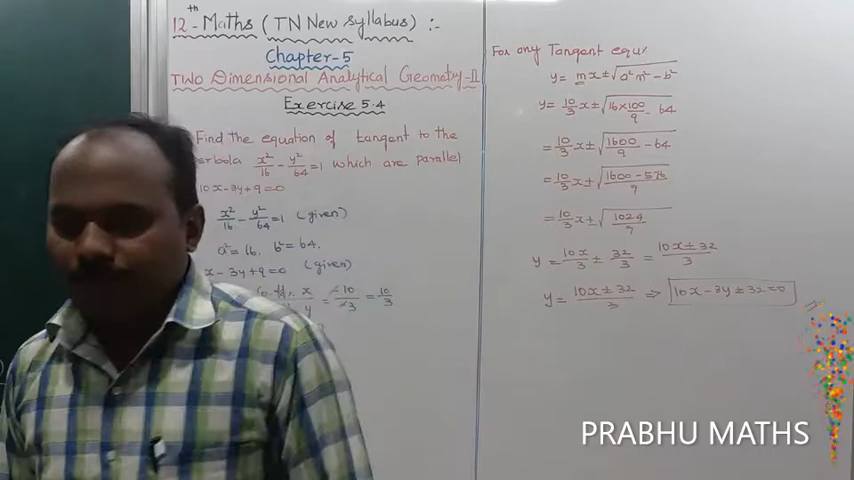 12th Maths (TN New syllabus) :-
Chapter-5
TWO Dimensional Analytical Geometry-II
Exercise 5.4
Find the equation of tangent to the
erbola x²/16 - y²/64 = 1 which are parallel
10x-3y+9=0
x²/16 - y²/64 = 1 (given)
a² = 16, b² = 64.
x - 3y+9=0 (given)
x/y = -10/-3 = 10/3
For any Tangent equ:
y = mx ± √a²m² - b²
y = 10/3 x ± √16×100/9 - 64
= 10/3 x ± √1600/9 - 64
= 10/3 x ± √1600-576/9
= 10/3 x ± √1024/9
y = 10x/3 ± 32/3 = 10x ± 32/3
y = 10x ± 32/3 ⇒ 10x - 3y ± 32 = 0
PRABHU MATHS